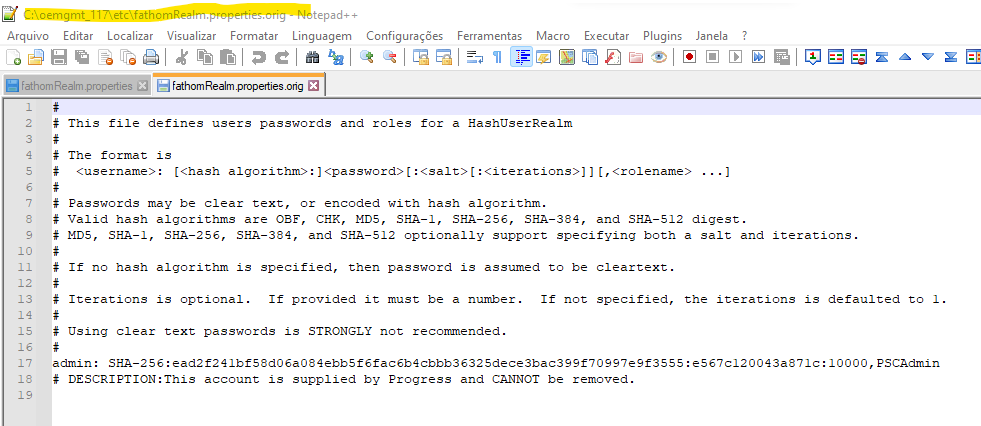 C:\oemgmt_117\etc\fathomRealm.properties.orig - Notepad++
Arquivo Editar Localizar Visualizar Formatar Linguagem Configurações Ferramentas Macro Executar Plugins Janela ?
fathomRealm.properties fathomRealm.properties.orig
1 #
2 # This file defines users passwords and roles for a HashUserRealm
3 #
4 # The format is
5 #  <username>: [<hash algorithm>:]<password>[:<salt>[:<iterations>]][,<rolename> ...]
6 #
7 # Passwords may be clear text, or encoded with hash algorithm.
8 # Valid hash algorithms are OBF, CHK, MD5, SHA-1, SHA-256, SHA-384, and SHA-512 digest.
9 # MD5, SHA-1, SHA-256, SHA-384, and SHA-512 optionally support specifying both a salt and iterations.
10 #
11 # If no hash algorithm is specified, then password is assumed to be cleartext.
12 #
13 # Iterations is optional.  If provided it must be a number.  If not specified, the iterations is defaulted to 1.
14 #
15 # Using clear text passwords is STRONGLY not recommended.
16 #
17 admin: SHA-256:ead2f241bf58d06a084ebb5f6fac6b4cbbb36325dece3bac399f70997e9f3555:e567c120043a871c:10000,PSCAdmin
18 # DESCRIPTION:This account is supplied by Progress and CANNOT be removed.
19